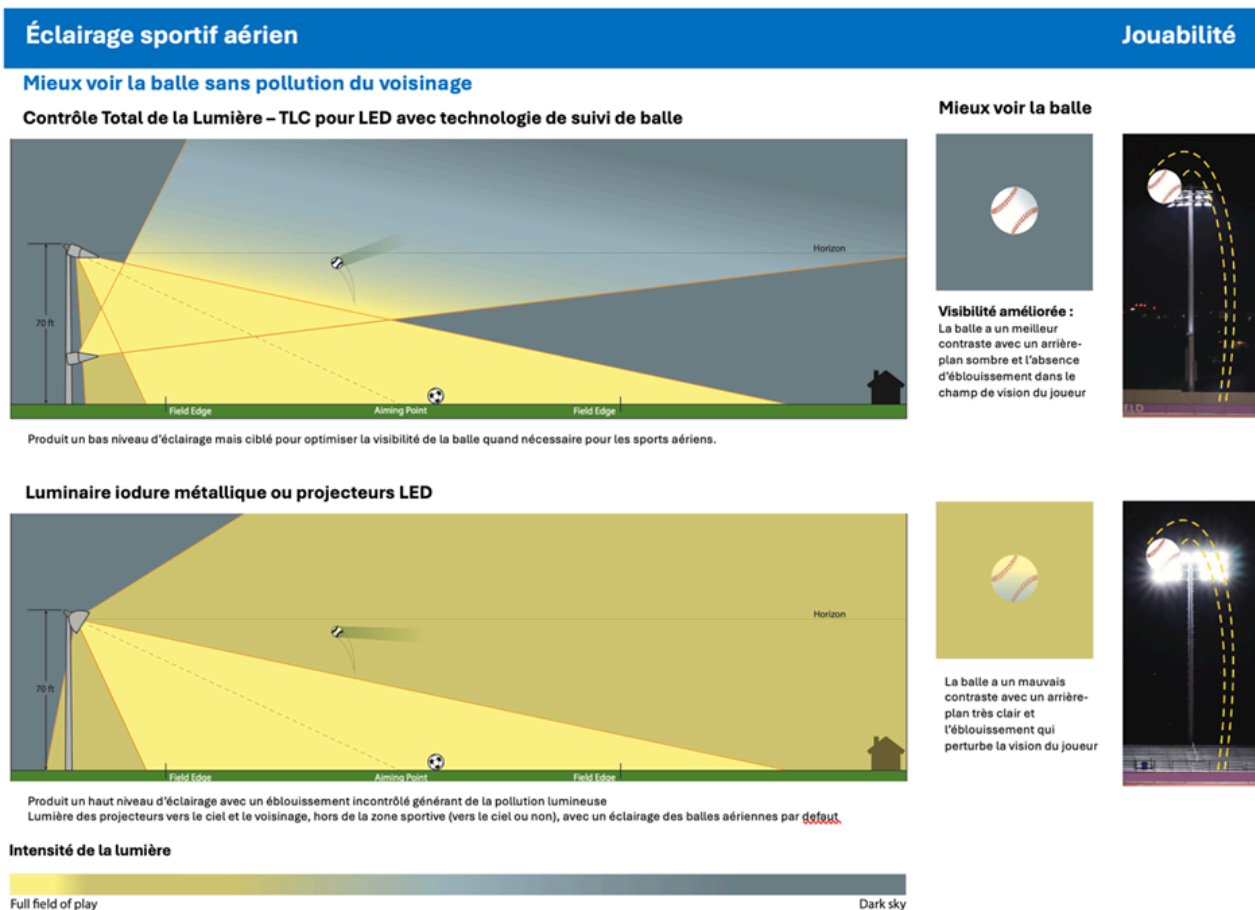 Éclairage sportif aérien
Jouabilité
Mieux voir la balle sans pollution du voisinage
Contrôle Total de la Lumière – TLC pour LED avec technologie de suivi de balle
Horizon
70 ft
Field Edge
Aiming Point
Field Edge
Produit un bas niveau d'éclairage mais ciblé pour optimiser la visibilité de la balle quand nécessaire pour les sports aériens.
Mieux voir la balle
Visibilité améliorée :
La balle a un meilleur
contraste avec un arrière-
plan sombre et l'absence
d'éblouissement dans le
champ de vision du joueur
ELD
Luminaire iodure métallique ou projecteurs LED
Horizon
70 ft
Field Edge
Aiming Point
Field Edge
Produit un haut niveau d'éclairage avec un éblouissement incontrôlé générant de la pollution lumineuse
Lumière des projecteurs vers le ciel et le voisinage, hors de la zone sportive (vers le ciel ou non), avec un éclairage des balles aériennes par defaut
La balle a un mauvais
contraste avec un arrière-
plan très clair et
l'éblouissement qui
perturbe la vision du joueur
Intensité de la lumière
Full field of play
Dark sky